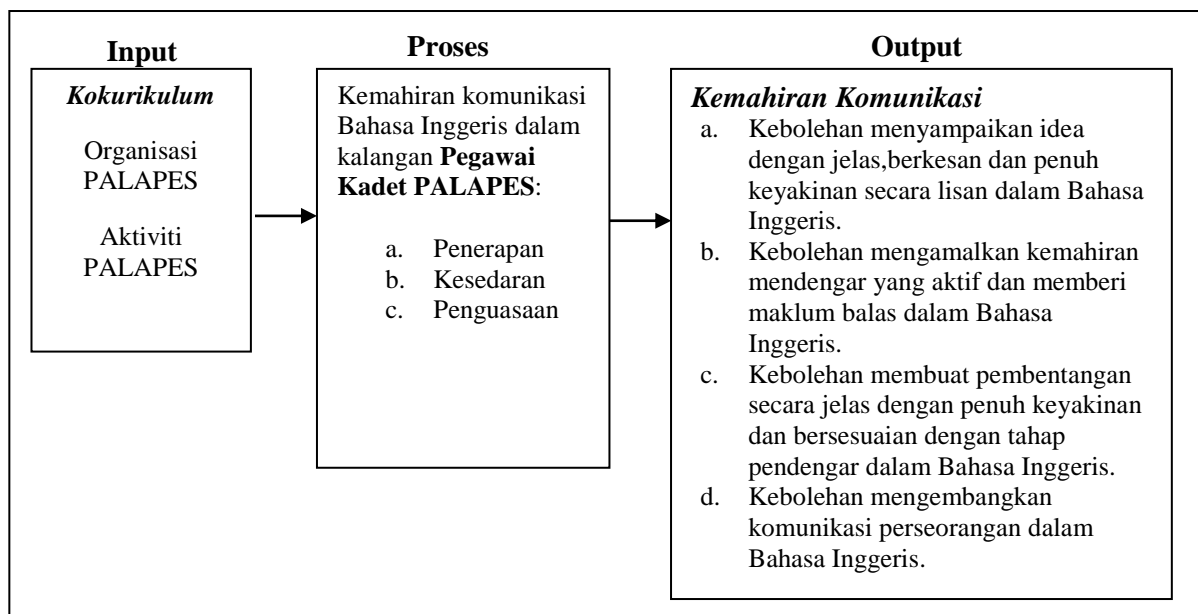 Input
Kokurikulum
Organisasi
PALAPES
Aktiviti
PALAPES
Proses
Kemahiran komunikasi
Bahasa Inggeris dalam
kalangan Pegawai
Kadet PALAPES:
a. Penerapan
b. Kesedaran
c. Penguasaan
Output
Kemahiran Komunikasi
a. Kebolehan menyampaikan idea
dengan jelas,berkesan dan penuh
keyakinan secara lisan dalam Bahasa
Inggeris.
b. Kebolehan mengamalkan kemahiran
mendengar yang aktif dan memberi
maklum balas dalam Bahasa
Inggeris.
c. Kebolehan membuat pembentangan
secara jelas dengan penuh keyakinan
dan bersesuaian dengan tahap
pendengar dalam Bahasa Inggeris.
d. Kebolehan mengembangkan
komunikasi perseorangan dalam
Bahasa Inggeris.